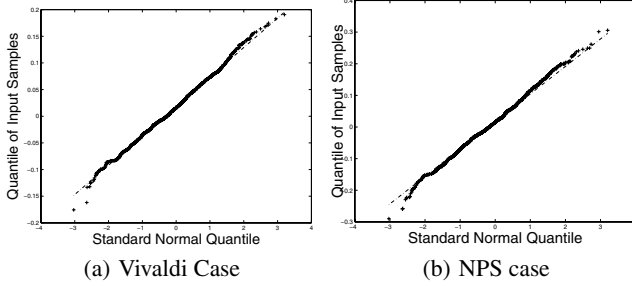 0.2
0.15
0.1
0.05
0
-0.05
-0.1
-0.15
-0.2
Quantile of Input Samples
-4 -3 -2 -1 0 1 2 3 4
Standard Normal Quantile
(a) Vivaldi Case
0.4
0.3
0.2
0.1
0
0.1
0.2
-0.3
Quantile of Input Samples
-4 -3 -2 -1 0 1 2 3 4
Standard Normal Quantile
(b) NPS case